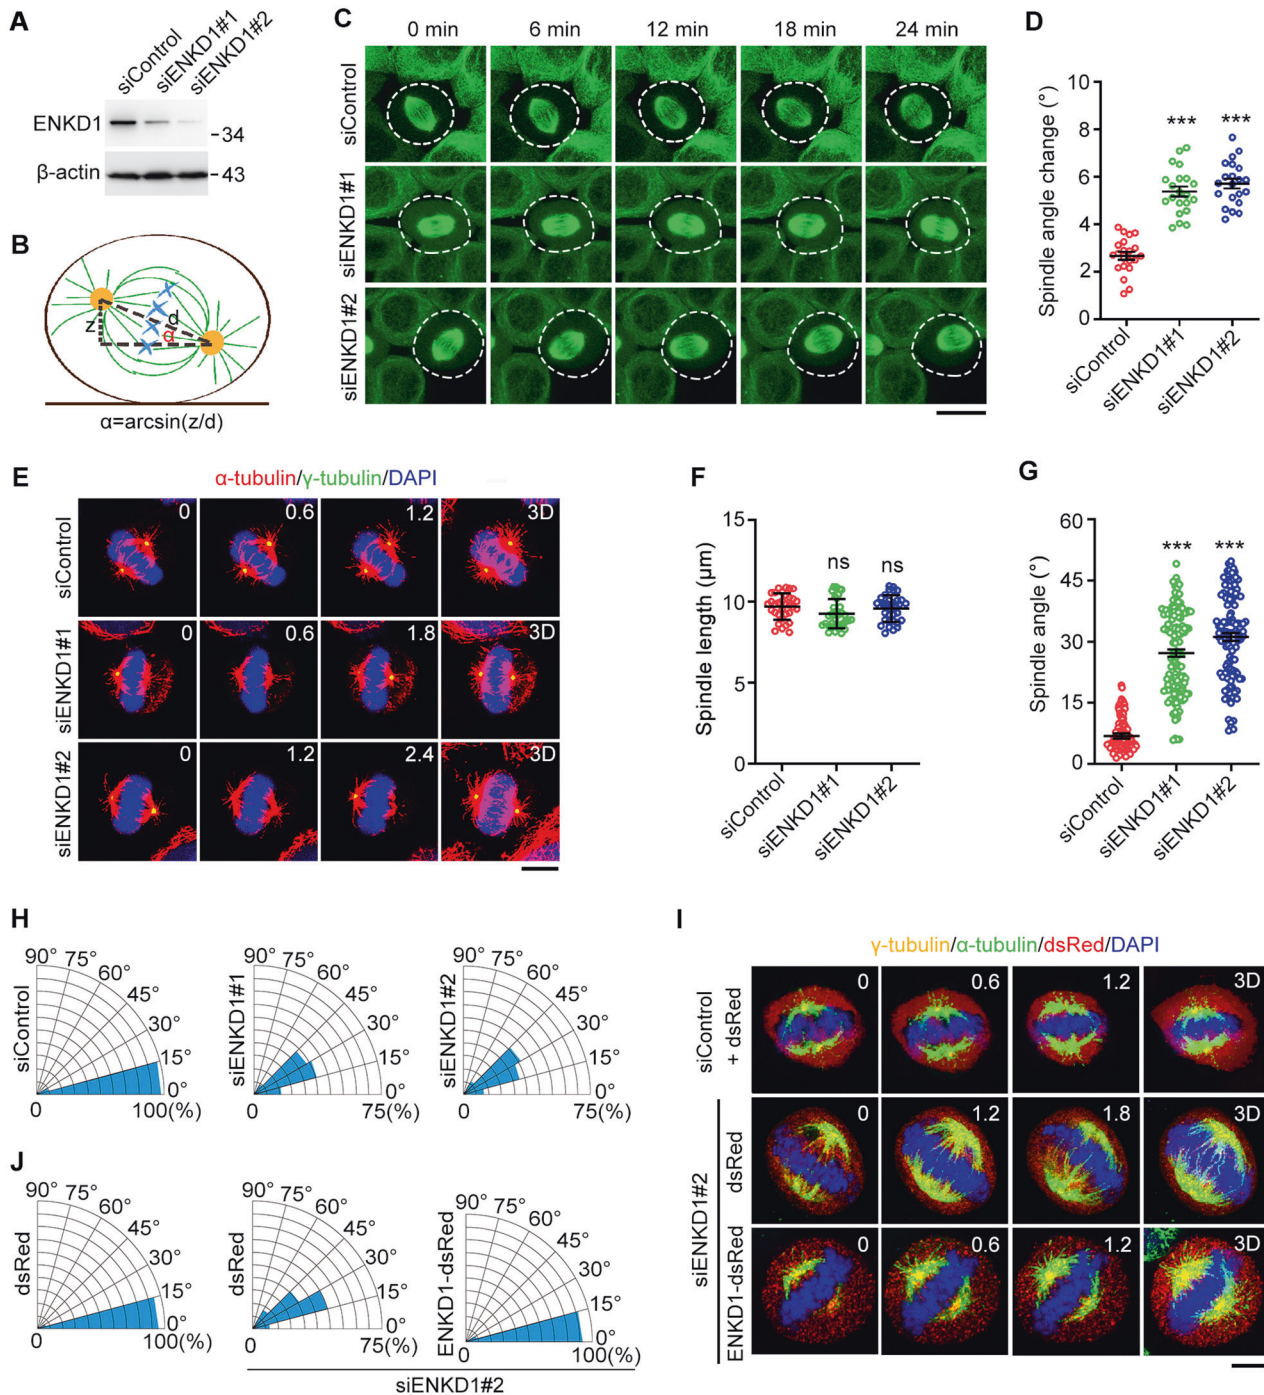 A
siControl
siENKD1#1
siENKD1#2
ENKD1
-34
β-actin
-43
B
z
d
α
α=arcsin(z/d)
C
0 min
6 min
12 min
18 min
24 min
siControl
siENKD1#1
siENKD1#2
D
Spindle angle change (°)
10
8
6
4
2
0
***
***
siControl
siENKD1#1
siENKD1#2
E
α-tubulin/γ-tubulin/DAPI
siControl
0
0.6
1.2
3D
siENKD1#1
0
0.6
1.8
3D
siENKD1#2
0
1.2
2.4
3D
F
Spindle length (μm)
15
10
5
0
ns
ns
siControl
siENKD1#1
siENKD1#2
G
Spindle angle (°)
60
45
30
15
0
***
***
siControl
siENKD1#1
siENKD1#2
H
siControl
90°
75°
60°
45°
30°
15°
0°
0
100(%)
siENKD1#1
90°
75°
60°
45°
30°
15°
0°
0
75(%)
siENKD1#2
90°
75°
60°
45°
30°
15°
0°
0
75(%)
I
γ-tubulin/α-tubulin/dsRed/DAPI
siControl
+ dsRed
0
0.6
1.2
3D
siENKD1#2
dsRed
0
1.2
1.8
3D
ENKD1-dsRed
0
0.6
1.2
3D
J
dsRed
90°
75°
60°
45°
30°
15°
0°
0
100(%)
dsRed
90°
75°
60°
45°
30°
15°
0°
0
75(%)
ENKD1-dsRed
90°
75°
60°
45°
30°
15°
0°
0
100(%)
siENKD1#2